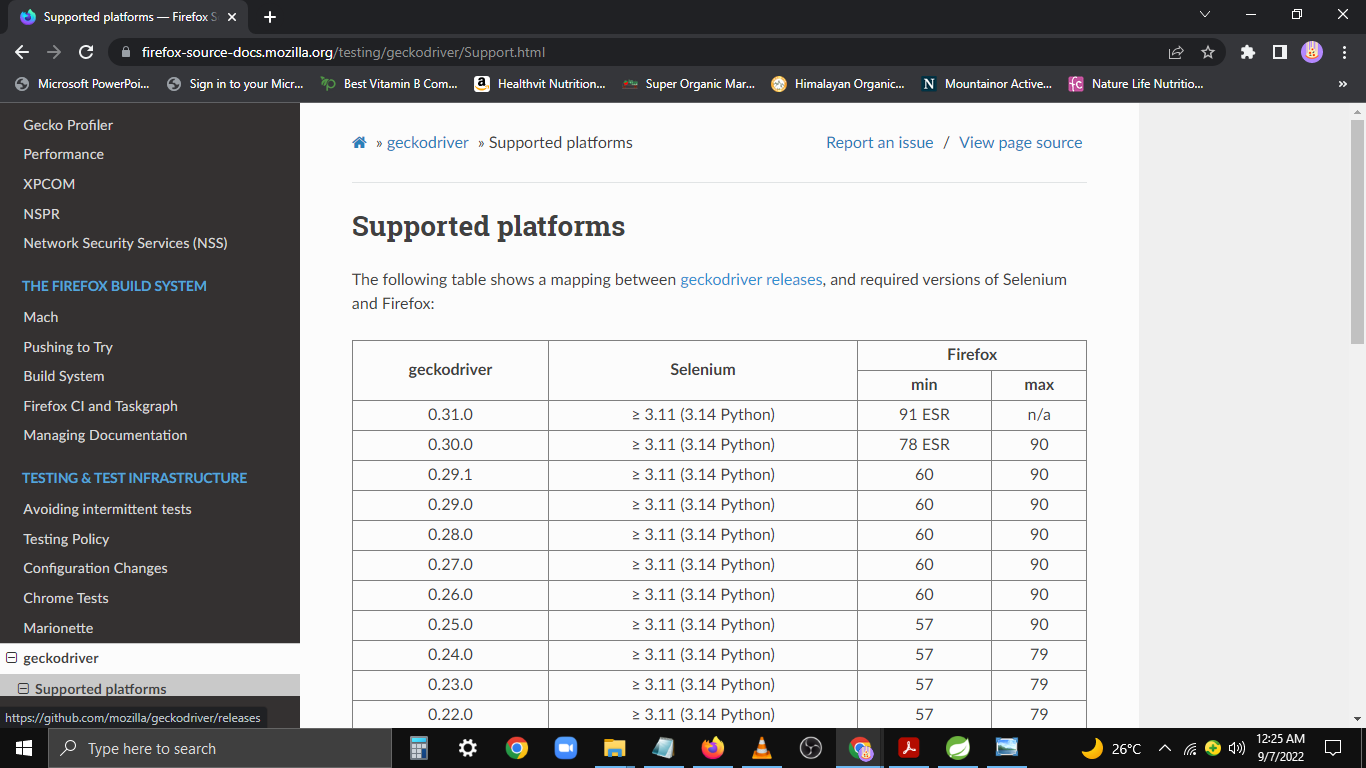 Supported platforms — Firefox S
firefox-source-docs.mozilla.org/testing/geckodriver/Support.html
Microsoft PowerPoi...
Sign in to your Micr...
Best Vitamin B Com...
Healthvit Nutrition...
Super Organic Mar...
Himalayan Organic...
Mountainor Active...
Nature Life Nutritio...
Gecko Profiler
Performance
XPCOM
NSPR
Network Security Services (NSS)
THE FIREFOX BUILD SYSTEM
Mach
Pushing to Try
Build System
Firefox CI and Taskgraph
Managing Documentation
TESTING & TEST INFRASTRUCTURE
Avoiding intermittent tests
Testing Policy
Configuration Changes
Chrome Tests
Marionette
geckodriver
Supported platforms
https://github.com/mozilla/geckodriver/releases
» geckodriver » Supported platforms
Report an issue / View page source
Supported platforms
The following table shows a mapping between geckodriver releases, and required versions of Selenium
and Firefox:
geckodriver Selenium Firefox
min max
0.31.0 ≥ 3.11 (3.14 Python) 91 ESR n/a
0.30.0 ≥ 3.11 (3.14 Python) 78 ESR 90
0.29.1 ≥ 3.11 (3.14 Python) 60 90
0.29.0 ≥ 3.11 (3.14 Python) 60 90
0.28.0 ≥ 3.11 (3.14 Python) 60 90
0.27.0 ≥ 3.11 (3.14 Python) 60 90
0.26.0 ≥ 3.11 (3.14 Python) 60 90
0.25.0 ≥ 3.11 (3.14 Python) 57 90
0.24.0 ≥ 3.11 (3.14 Python) 57 79
0.23.0 ≥ 3.11 (3.14 Python) 57 79
0.22.0 ≥ 3.11 (3.14 Python) 57 79
Type here to search
26°C
12:25 AM
9/7/2022